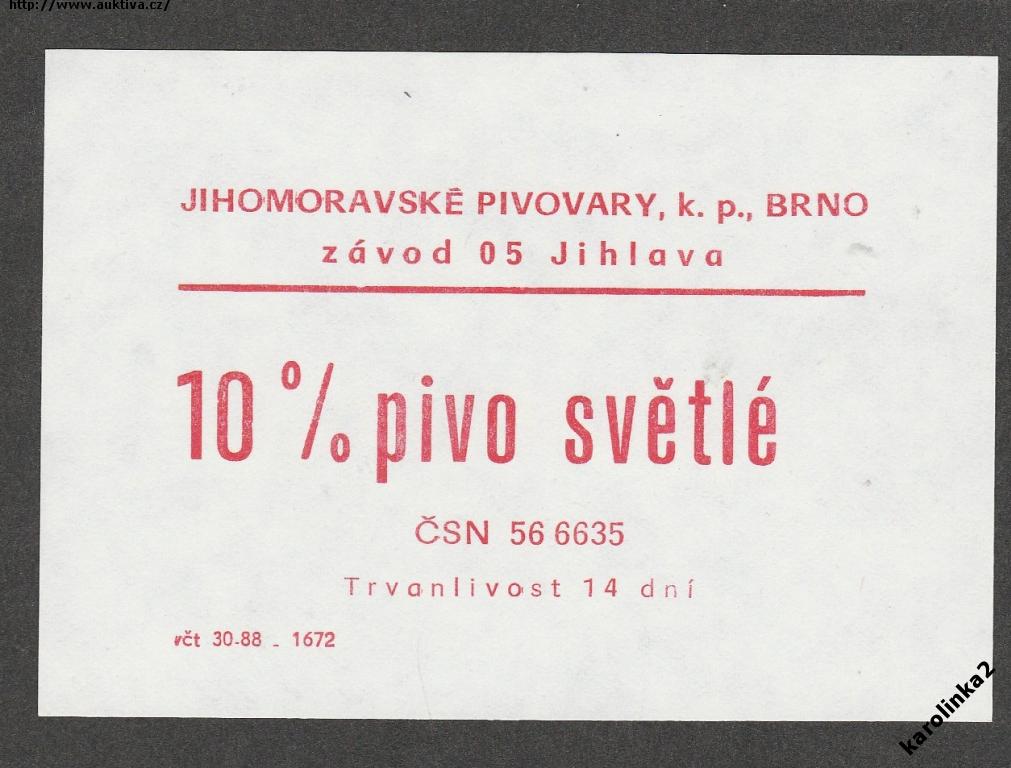 http://www.auktiva.cz/
JIHOMORAVSKÉ PIVOVARY, k. p., BRNO
závod 05 Jihlava
10 % pivo světlé
ČSN 56 6635
Trvanlivost 14 dní
včt 30-88 - 1672
karolinka2